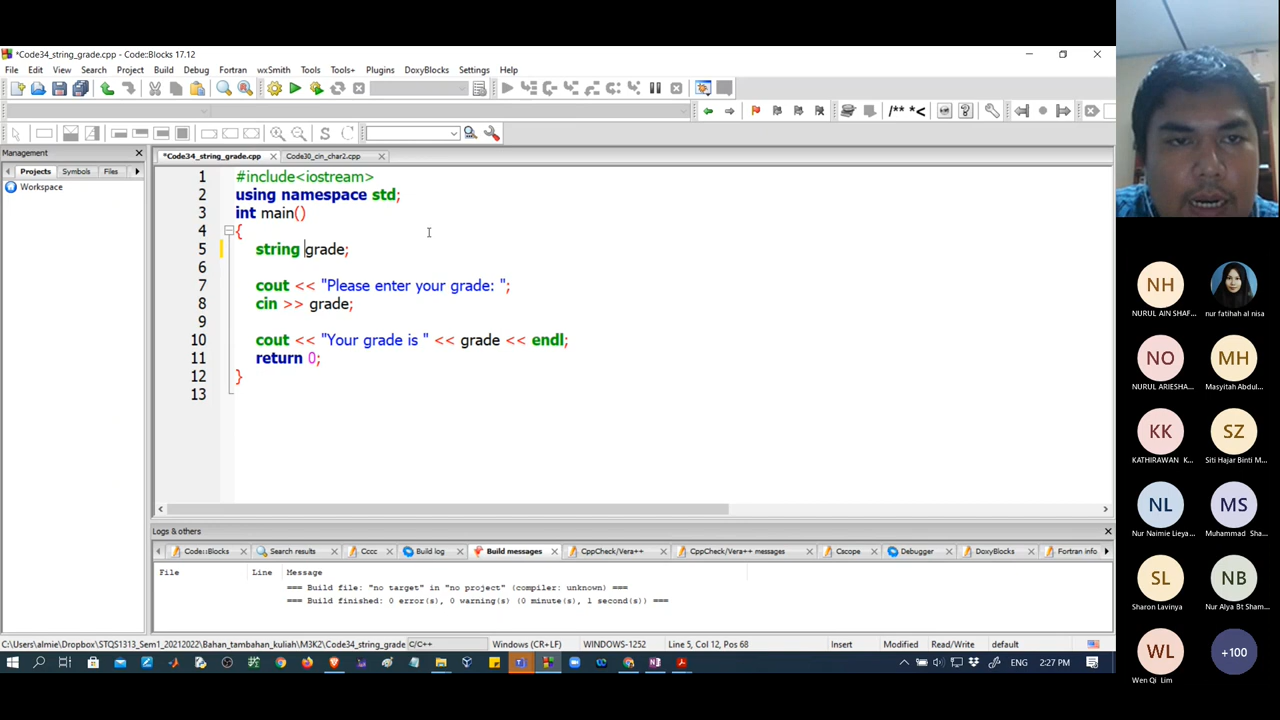 *Code34_string_grade.cpp - Code::Blocks 17.12
File Edit View Search Project Build Debug Fortran wxSmith Tools Tools+ Plugins DoxyBlocks Settings Help
/** *<
Management
Projects Symbols Files
Workspace
*Code34_string_grade.cpp Code30_cin_char2.cpp
1 #include<iostream>
2 using namespace std;
3 int main()
4 {
5 string grade;
6
7 cout << "Please enter your grade: ";
8 cin >> grade;
9
10 cout << "Your grade is " << grade << endl;
11 return 0;
12 }
13
Logs & others
Code::Blocks Search results Cccc Build log Build messages CppCheck/Vera++ CppCheck/Vera++ messages Cscope Debugger DoxyBlocks Fortran info
File Line Message
=== Build file: "no target" in "no project" (compiler: unknown) ===
=== Build finished: 0 error(s), 0 warning(s) (0 minute(s), 1 second(s)) ===
C:\Users\almie\Dropbox\STQS1313_Sem1_20212022\Bahan_tambahan_kuliah\M3K2\Code34_string_grade C/C++ Windows (CR+LF) WINDOWS-1252 Line 5, Col 12, Pos 68 Insert Modified Read/Write default
ENG 2:27 PM
NH
NURUL AIN SHAF...
nur fatihah al nisa
NO
NURUL ARIESHA...
MH
Masyitah Abdul...
KK
KATHIRAWAN K...
SZ
Siti Hajar Binti M...
NL
Nur Naimie Lieya...
MS
Muhammad Sha...
SL
Sharon Lavinya
NB
Nur Alya Bt Sham...
WL
Wen Qi Lim
+100